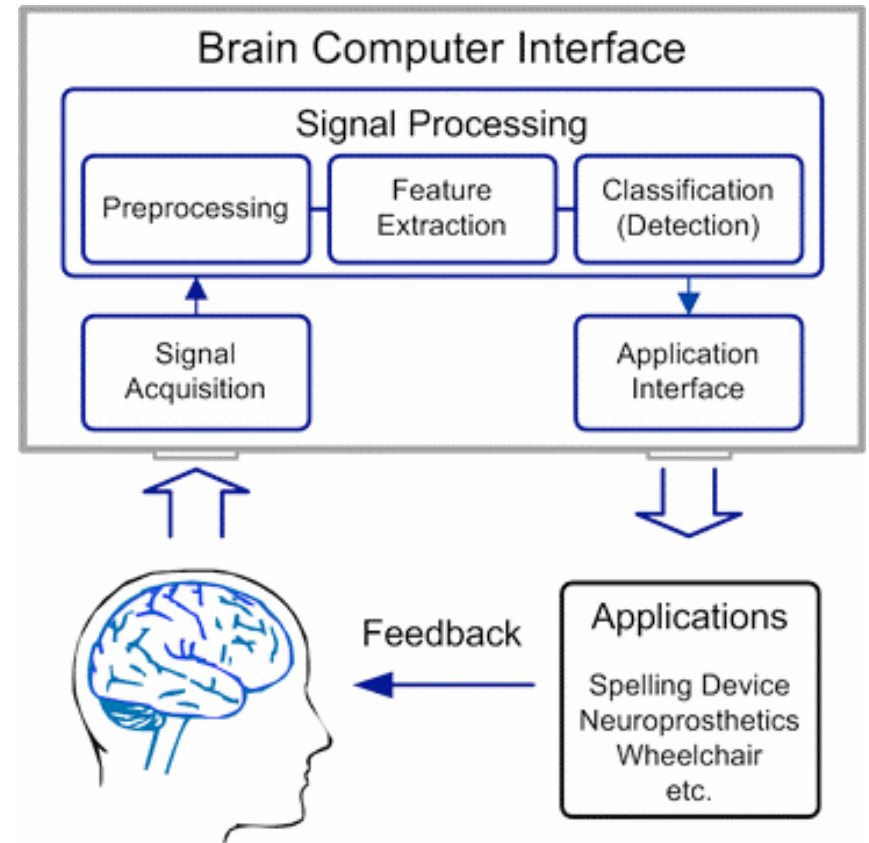 Brain Computer Interface
Signal Processing
Preprocessing
Feature
Extraction
Classification
(Detection)
Signal
Acquisition
Application
Interface
Feedback
Applications
Spelling Device
Neuroprosthetics
Wheelchair
etc.